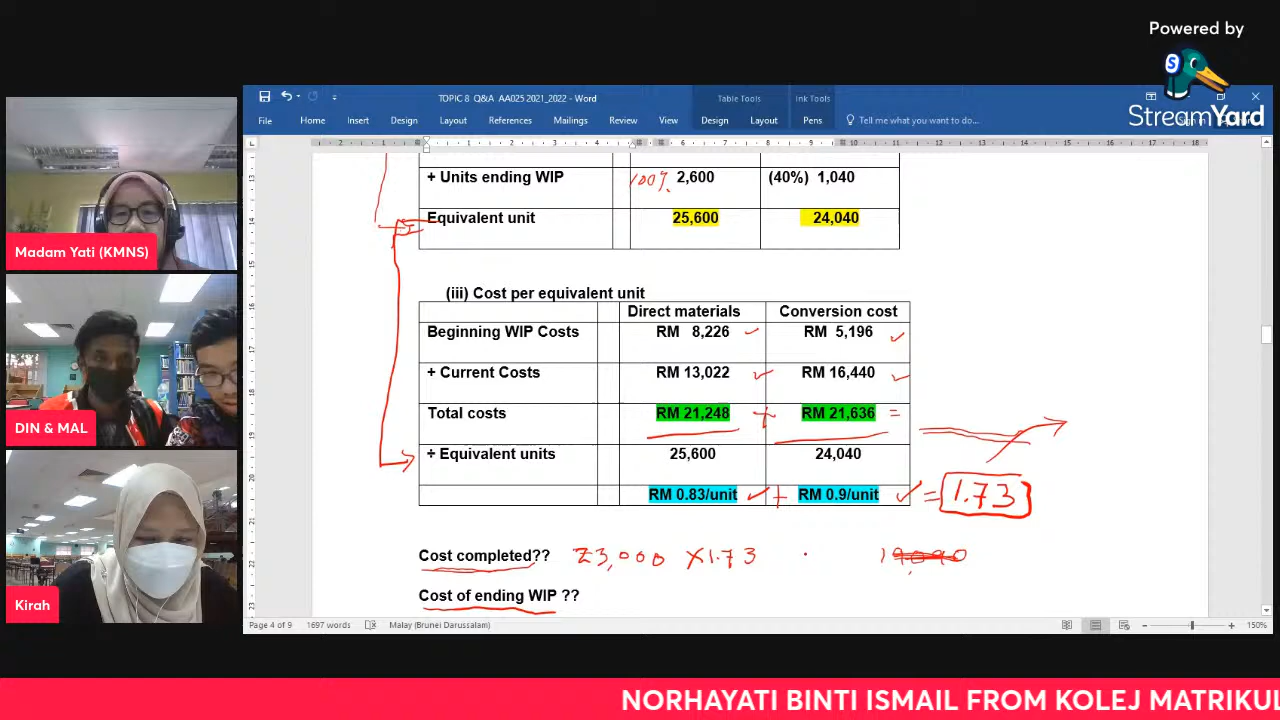 Powered by
StreamYard
TOPIC 8 Q&A AA025 2021_2022 - Word
Table Tools
Ink Tools
File Home Insert Design Layout References Mailings Review View Design Layout Pens Tell me what you want to do...
+ Units ending WIP 100% 2,600 (40%) 1,040
Equivalent unit 25,600 24,040
(iii) Cost per equivalent unit
Direct materials Conversion cost
Beginning WIP Costs RM 8,226 RM 5,196
+ Current Costs RM 13,022 RM 16,440
Total costs RM 21,248 + RM 21,636 =
÷ Equivalent units 25,600 24,040
RM 0.83/unit + RM 0.9/unit = 1.73
Cost completed?? 23,000 X1.73
Cost of ending WIP ??
Page 4 of 9 1697 words Malay (Brunei Darussalam) 150%
Madam Yati (KMNS)
DIN & MAL
Kirah
NORHAYATI BINTI ISMAIL FROM KOLEJ MATRIKUL